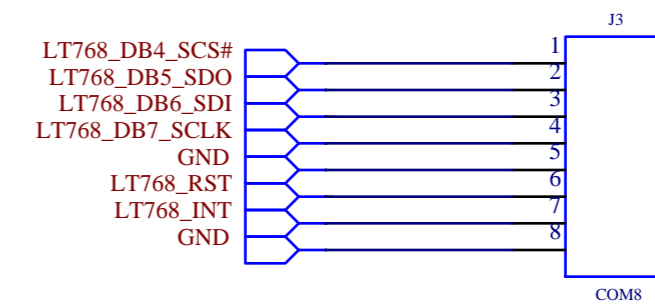 J3
LT768_DB4_SCS# 1
LT768_DB5_SDO 2
LT768_DB6_SDI 3
LT768_DB7_SCLK 4
GND 5
LT768_RST 6
LT768_INT 7
GND 8
COM8